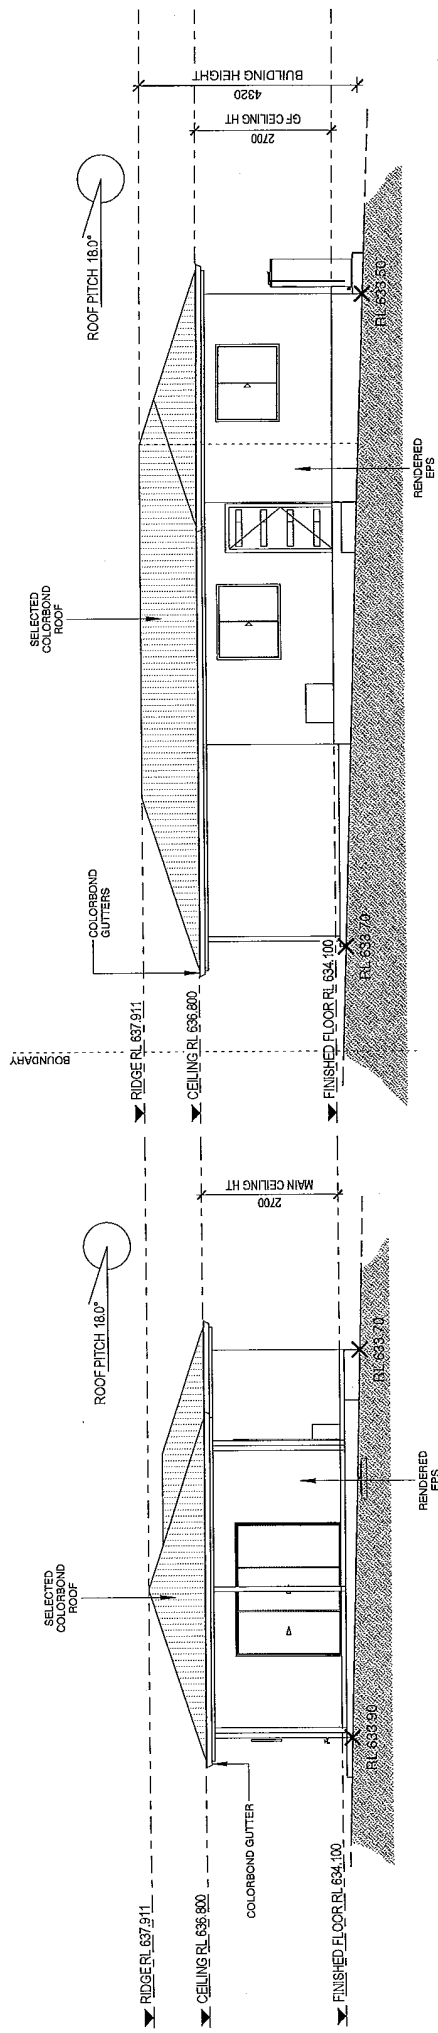 ROOF PITCH 18.0°
SELECTED
COLORBOND
ROOF
RIDGE RL 637.911
CEILING RL 636.800
COLORBOND GUTTER
FINISHED FLOOR RL 634.100
MAIN CEILING HT
2700
RENDERED
EPS
RL 633.90
RL 633.70
BOUNDARY
ROOF PITCH 18.0°
SELECTED
COLORBOND
ROOF
COLORBOND
GUTTERS
RIDGE RL 637.911
CEILING RL 636.800
FINISHED FLOOR RL 634.100
GF CEILING HT
2700
BUILDING HEIGHT
4320
RENDERED
EPS
RL 633.70
RL 633.50